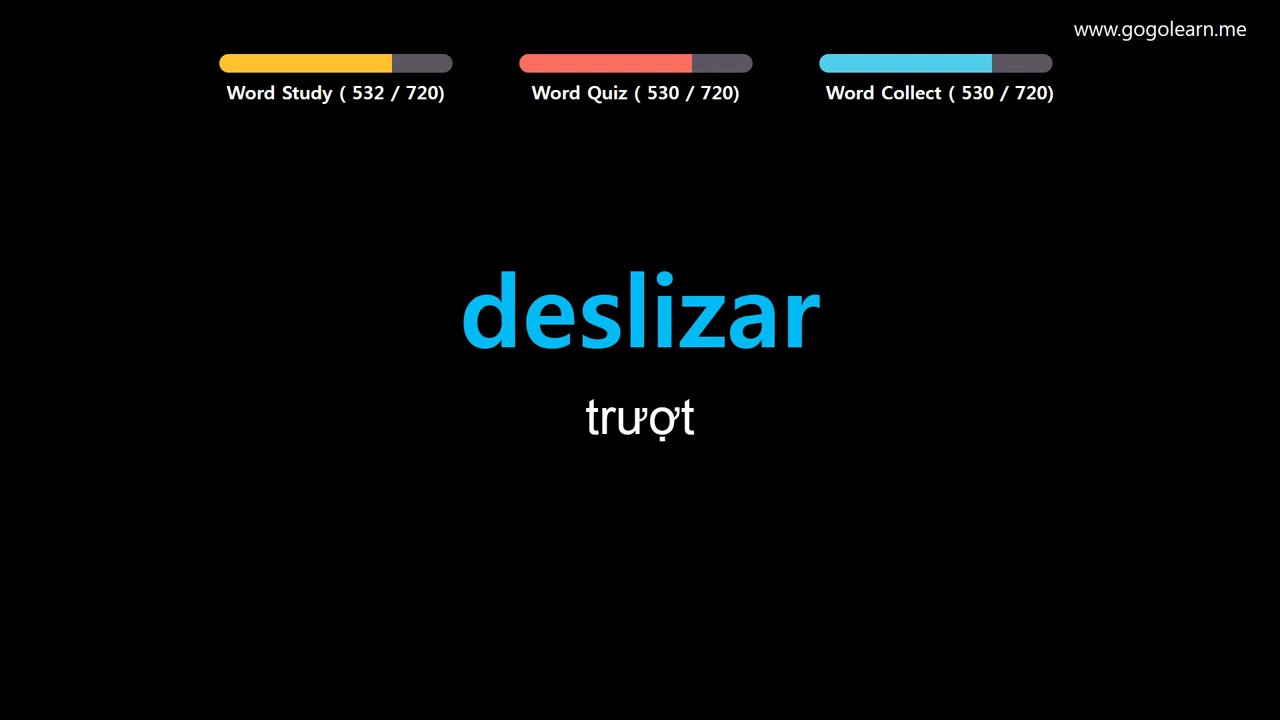 www.gogolearn.me
Word Study ( 532 / 720)
Word Quiz ( 530 / 720)
Word Collect ( 530 / 720)
deslizar
trượt